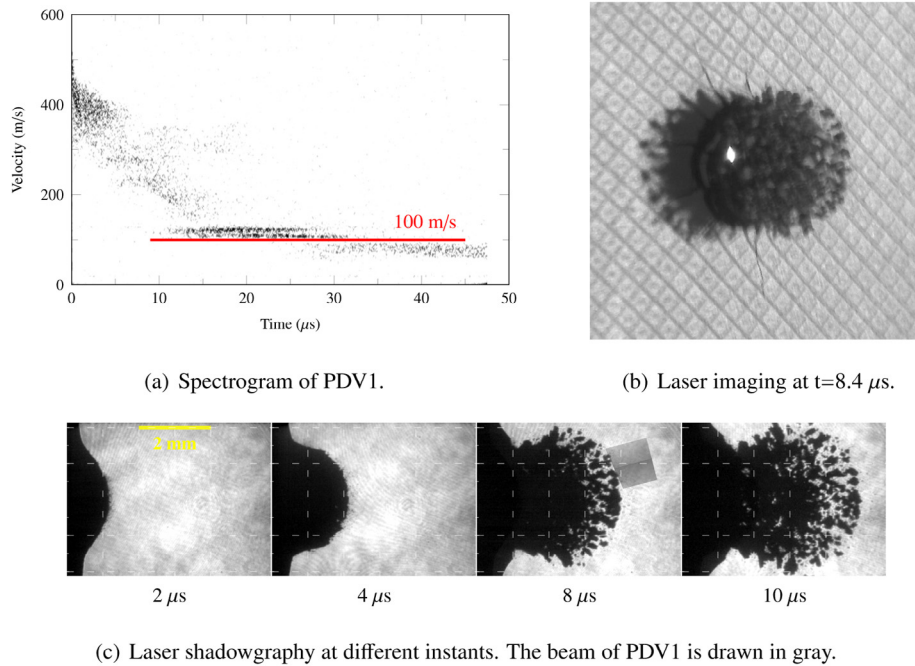 600
400
200
0
Velocity (m/s)
100 m/s
0 10 20 30 40 50
Time (μs)
(a) Spectrogram of PDV1.
(b) Laser imaging at t=8.4 μs.
2 mm
2 μs 4 μs 8 μs 10 μs
(c) Laser shadowgraphy at different instants. The beam of PDV1 is drawn in gray.